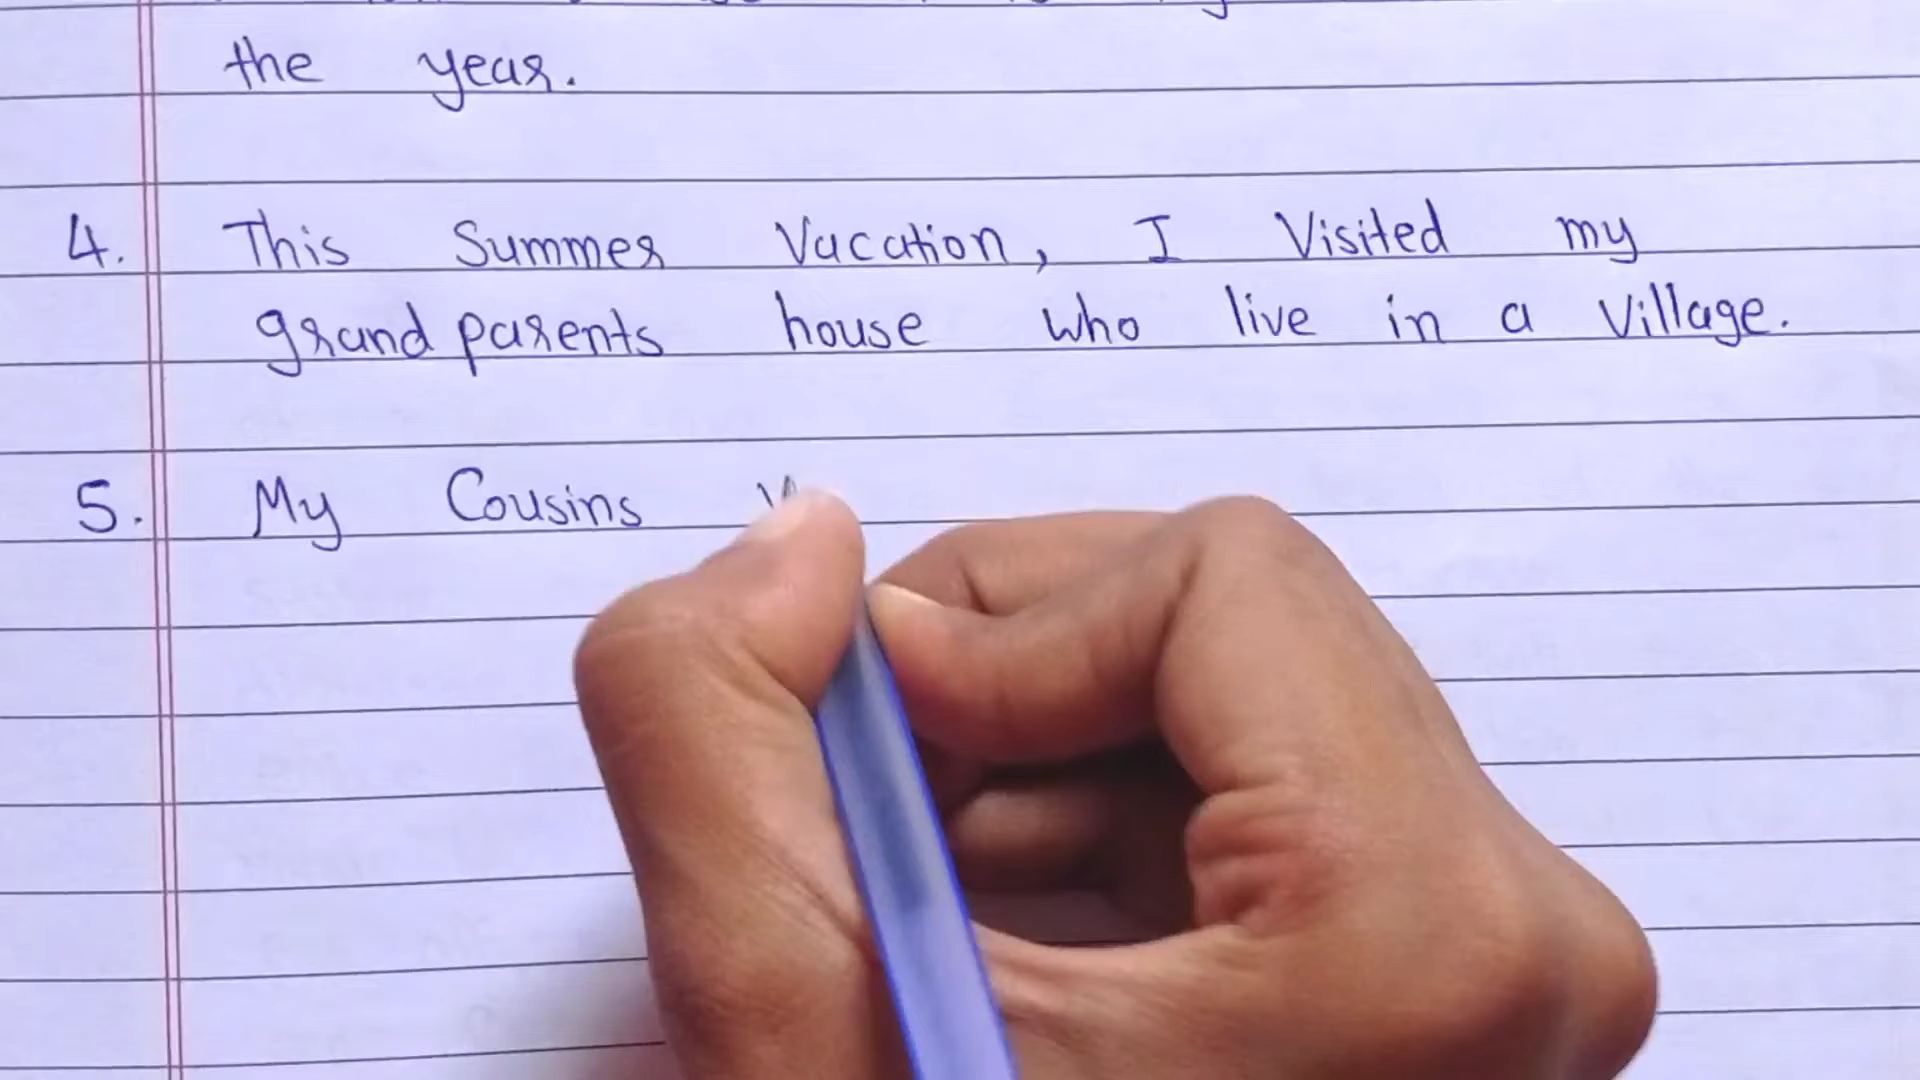 the year.
4. This Summer Vacation, I Visited my
grand parents house who live in a Village.
5. My Cousins